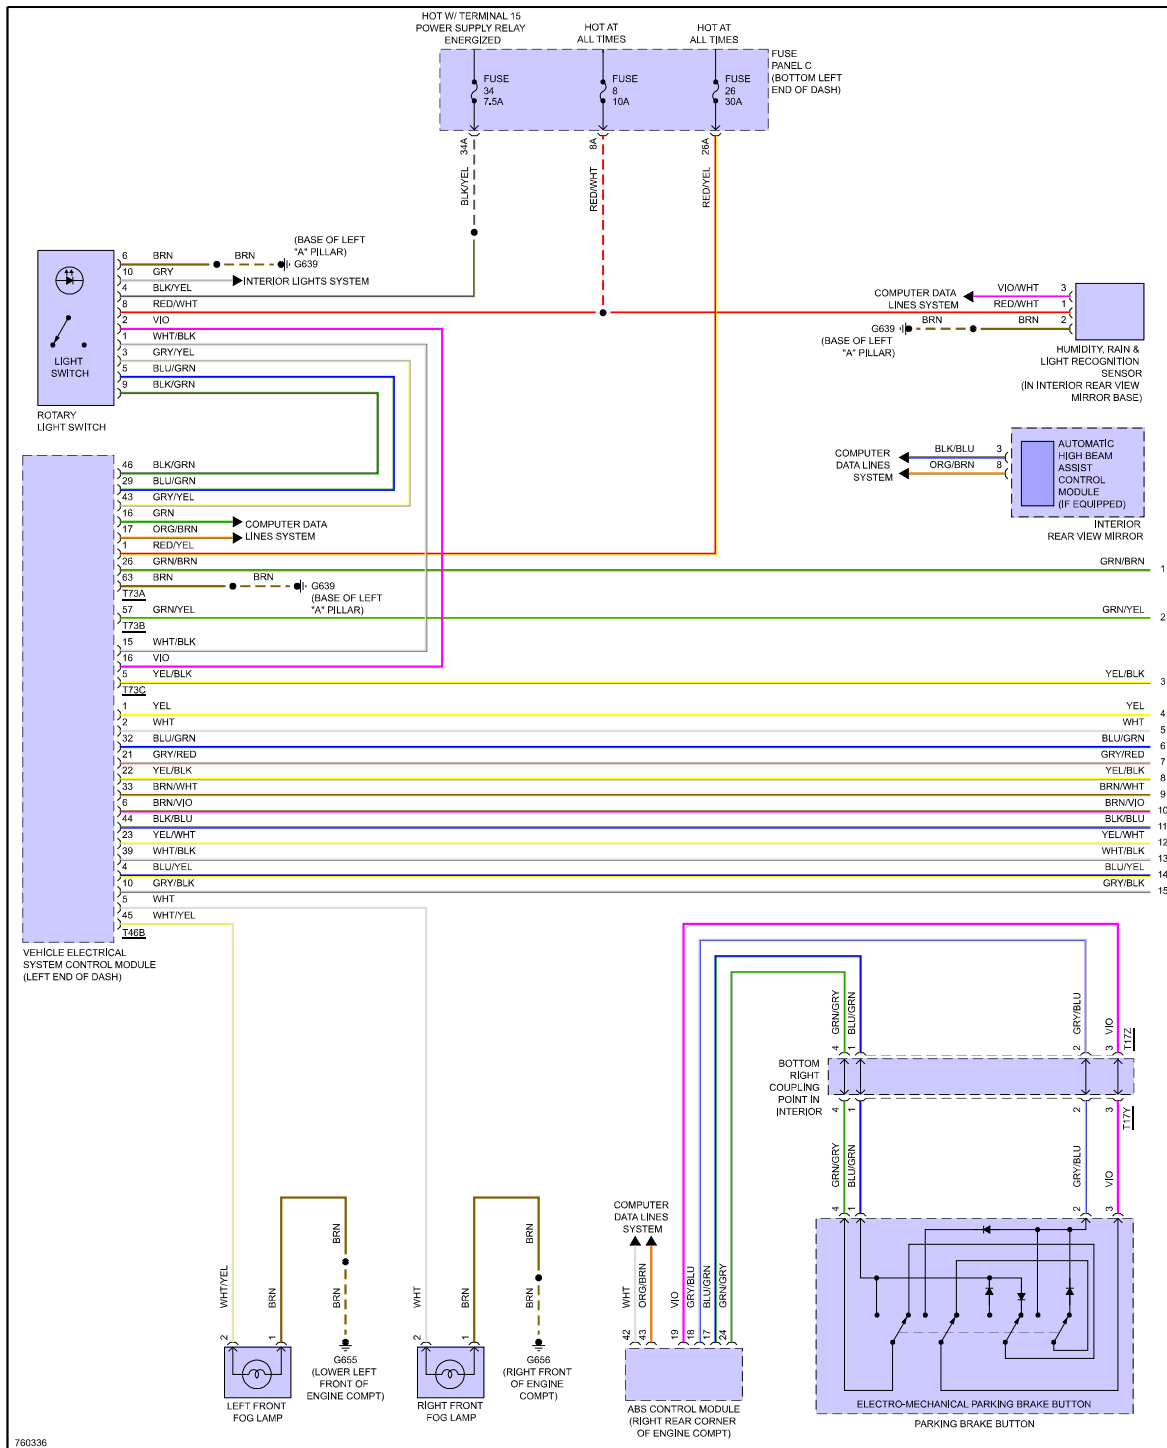 HOT W/ TERMINAL 15
POWER SUPPLY RELAY
ENERGIZED
HOT AT
ALL TIMES
HOT AT
ALL TIMES
FUSE
34
7.5A
FUSE
8
10A
FUSE
26
30A
FUSE
PANEL C
(BOTTOM LEFT
END OF DASH)
34A
8A
26A
BLK/YEL
RED/WHT
RED/YEL
LIGHT
SWITCH
ROTARY
LIGHT SWITCH
6 BRN
10 GRY
4 BLK/YEL
8 RED/WHT
2 VIO
1 WHT/BLK
3 GRY/YEL
5 BLU/GRN
9 BLK/GRN
BRN
(BASE OF LEFT
"A" PILLAR)
G639
INTERIOR LIGHTS SYSTEM
COMPUTER DATA
LINES SYSTEM
VIO/WHT 3
RED/WHT 1
BRN 2
G639
BRN
(BASE OF LEFT
"A" PILLAR)
HUMIDITY, RAIN &
LIGHT RECOGNITION
SENSOR
(IN INTERIOR REAR VIEW
MIRROR BASE)
COMPUTER
DATA LINES
SYSTEM
BLK/BLU 3
ORG/BRN 8
AUTOMATIC
HIGH BEAM
ASSIST
CONTROL
MODULE
(IF EQUIPPED)
INTERIOR
REAR VIEW MIRROR
46 BLK/GRN
29 BLU/GRN
43 GRY/YEL
16 GRN
17 ORG/BRN
1 RED/YEL
26 GRN/BRN
63 BRN
T73A
COMPUTER DATA
LINES SYSTEM
BRN
G639
(BASE OF LEFT
"A" PILLAR)
57 GRN/YEL
T73B
15 WHT/BLK
16 VIO
5 YEL/BLK
T73C
1 YEL
2 WHT
32 BLU/GRN
21 GRY/RED
22 YEL/BLK
33 BRN/WHT
6 BRN/VIO
44 BLK/BLU
23 YEL/WHT
39 WHT/BLK
4 BLU/YEL
10 GRY/BLK
5 WHT
45 WHT/YEL
T46B
GRN/BRN 1
GRN/YEL 2
YEL/BLK 3
YEL 4
WHT 5
BLU/GRN 6
GRY/RED 7
YEL/BLK 8
BRN/WHT 9
BRN/VIO 10
BLK/BLU 11
YEL/WHT 12
WHT/BLK 13
BLU/YEL 14
GRY/BLK 15
VEHICLE ELECTRICAL
SYSTEM CONTROL MODULE
(LEFT END OF DASH)
GRN/GRY
BLU/GRN
GRY/BLU
VIO
4
1
2
3
T17Z
BOTTOM
RIGHT
COUPLING
POINT IN
INTERIOR
4
1
2
3
T17Y
GRN/GRY
BLU/GRN
GRY/BLU
VIO
4
1
2
3
ELECTRO-MECHANICAL PARKING BRAKE BUTTON
PARKING BRAKE BUTTON
WHT/YEL
BRN
BRN
BRN
2
1
LEFT FRONT
FOG LAMP
G655
(LOWER LEFT
FRONT OF
ENGINE COMPT)
WHT
BRN
BRN
BRN
2
1
RIGHT FRONT
FOG LAMP
G656
(RIGHT FRONT
OF ENGINE
COMPT)
COMPUTER
DATA LINES
SYSTEM
WHT
ORG/BRN
VIO
GRY/BLU
BLU/GRN
GRN/GRY
42
43
19
18
17
24
ABS CONTROL MODULE
(RIGHT REAR CORNER
OF ENGINE COMPT)
760336